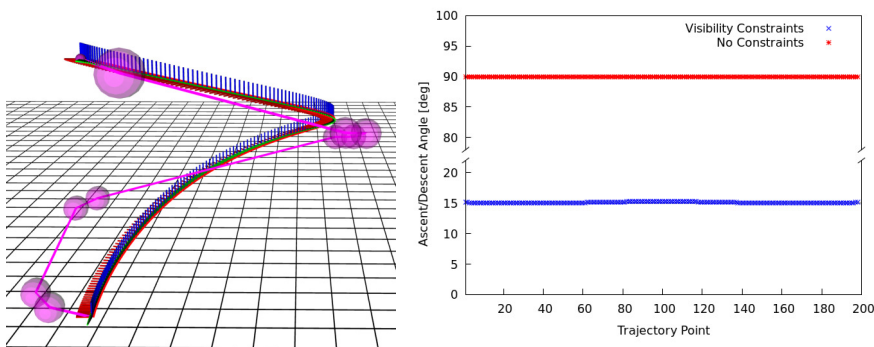 100
95
90
85
80
20
15
10
5
0
Ascent/Descent Angle [deg]
Visibility Constraints
No Constraints
20 40 60 80 100 120 140 160 180 200
Trajectory Point